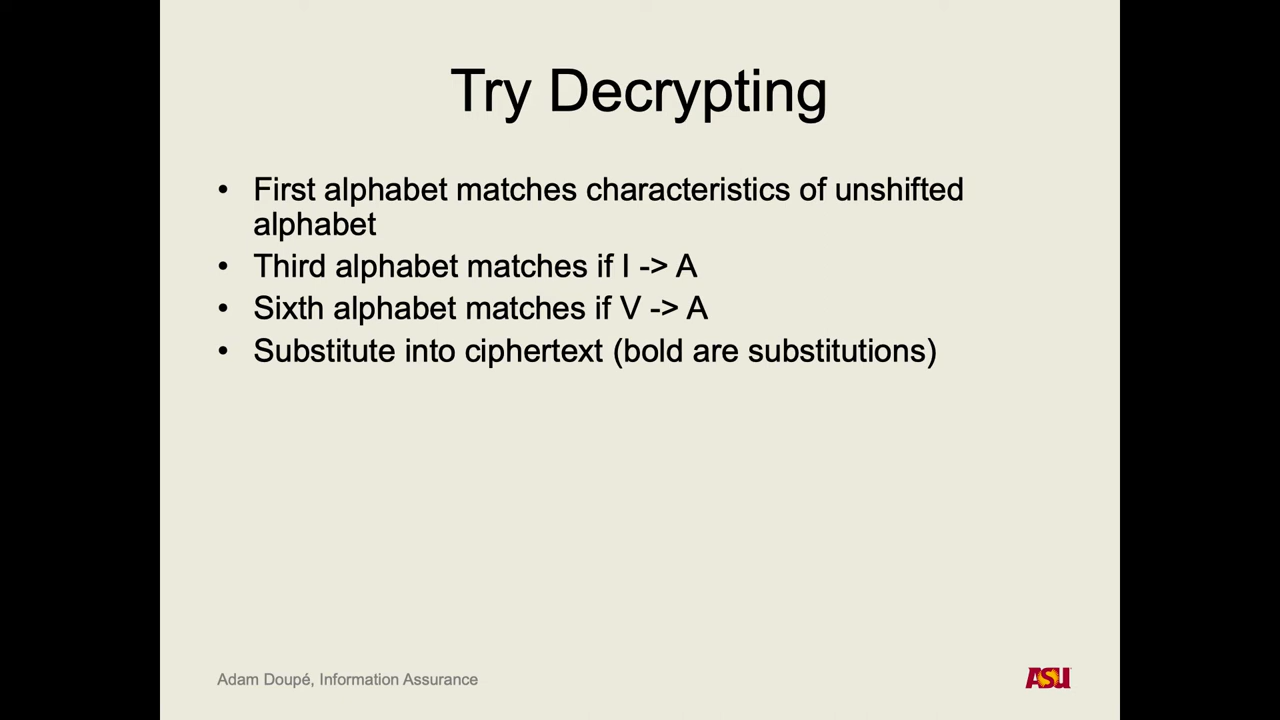 Try Decrypting
• First alphabet matches characteristics of unshifted
alphabet
• Third alphabet matches if I -> A
• Sixth alphabet matches if V -> A
• Substitute into ciphertext (bold are substitutions)
Adam Doupé, Information Assurance
ASU